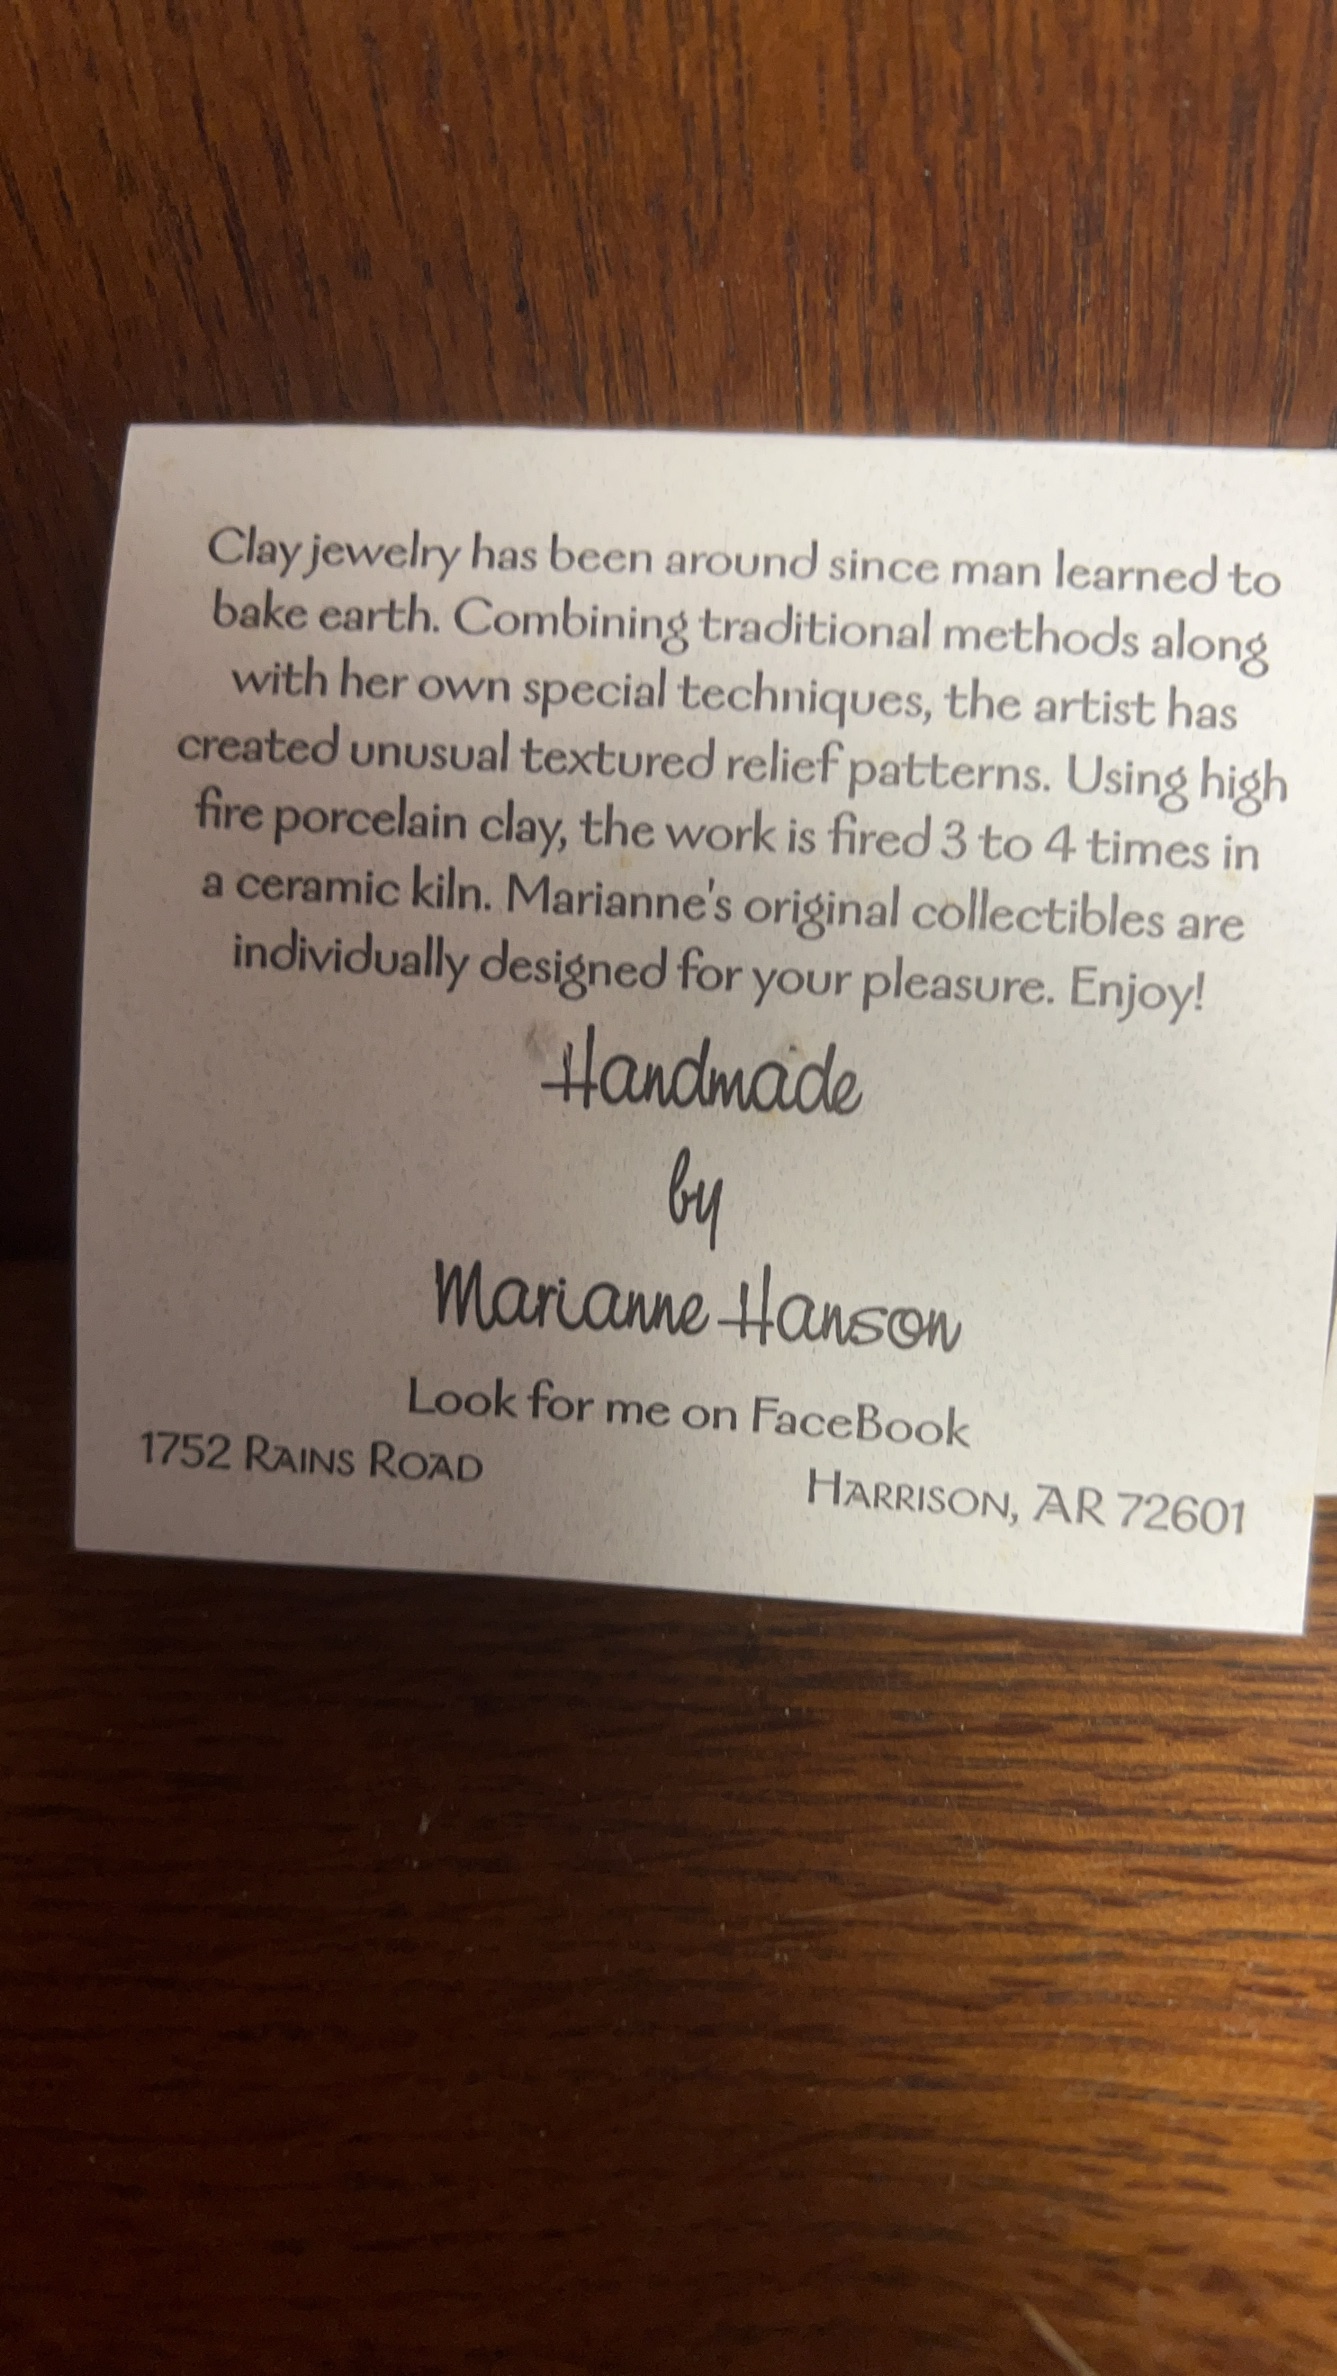 Clay jewelry has been around since man learned to
bake earth. Combining traditional methods along
with her own special techniques, the artist has
created unusual textured relief patterns. Using high
fire porcelain clay, the work is fired 3 to 4 times in
a ceramic kiln. Marianne's original collectibles are
individually designed for your pleasure. Enjoy!
Handmade
by
Marianne Hanson
Look for me on FaceBook
1752 RAINS ROAD
HARRISON, AR 72601